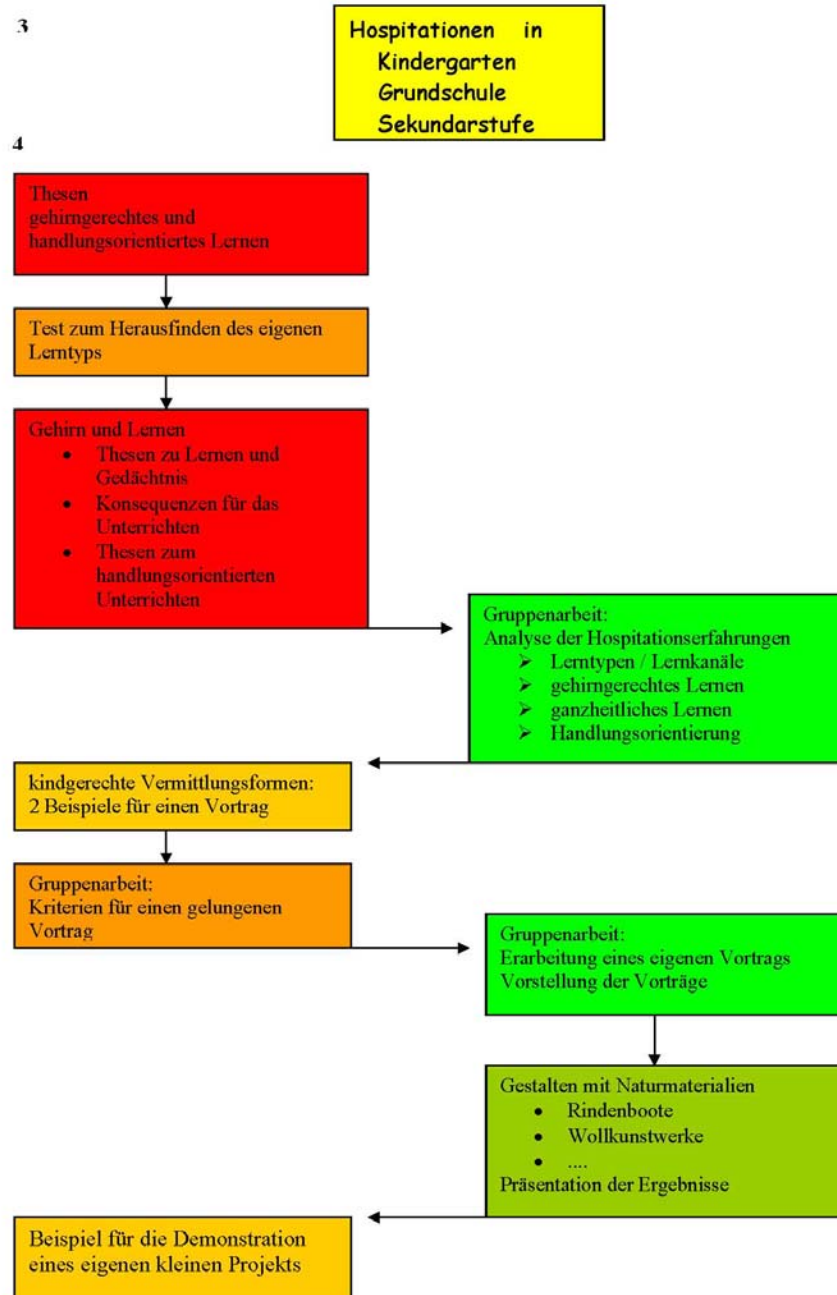 3
Hospitationen in
Kindergarten
Grundschule
Sekundarstufe
4
Thesen
gehirngerechtes und
handlungsorientiertes Lernen
Test zum Herausfinden des eigenen
Lerntyps
Gehirn und Lernen
• Thesen zu Lernen und
Gedächtnis
• Konsequenzen für das
Unterrichten
• Thesen zum
handlungsorientierten
Unterrichten
Gruppenarbeit:
Analyse der Hospitationserfahrungen
➢ Lerntypen / Lernkanäle
➢ gehirngerechtes Lernen
➢ ganzheitliches Lernen
➢ Handlungsorientierung
kindgerechte Vermittlungsformen:
2 Beispiele für einen Vortrag
Gruppenarbeit:
Kriterien für einen gelungenen
Vortrag
Gruppenarbeit:
Erarbeitung eines eigenen Vortrags
Vorstellung der Vorträge
Gestalten mit Naturmaterialien
• Rindenboote
• Wollkunstwerke
• ....
Präsentation der Ergebnisse
Beispiel für die Demonstration
eines eigenen kleinen Projekts